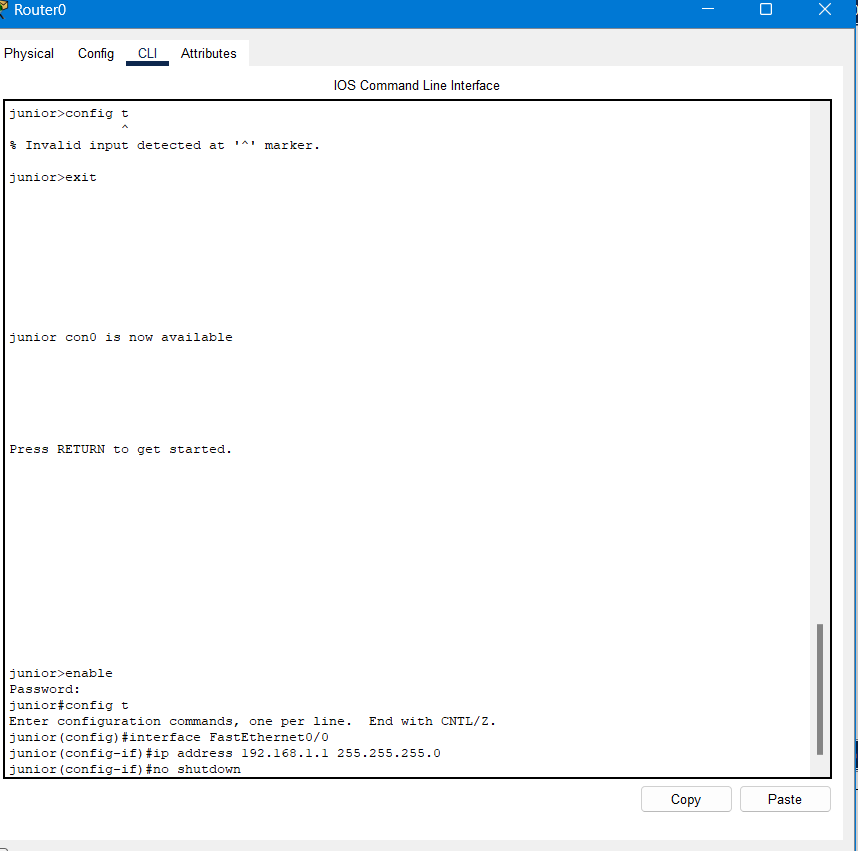 Router0
Physical Config CLI Attributes
IOS Command Line Interface
junior>config t
^
% Invalid input detected at '^' marker.
junior>exit
junior con0 is now available
Press RETURN to get started.
junior>enable
Password:
junior#config t
Enter configuration commands, one per line.  End with CNTL/Z.
junior(config)#interface FastEthernet0/0
junior(config-if)#ip address 192.168.1.1 255.255.255.0
junior(config-if)#no shutdown
Copy Paste